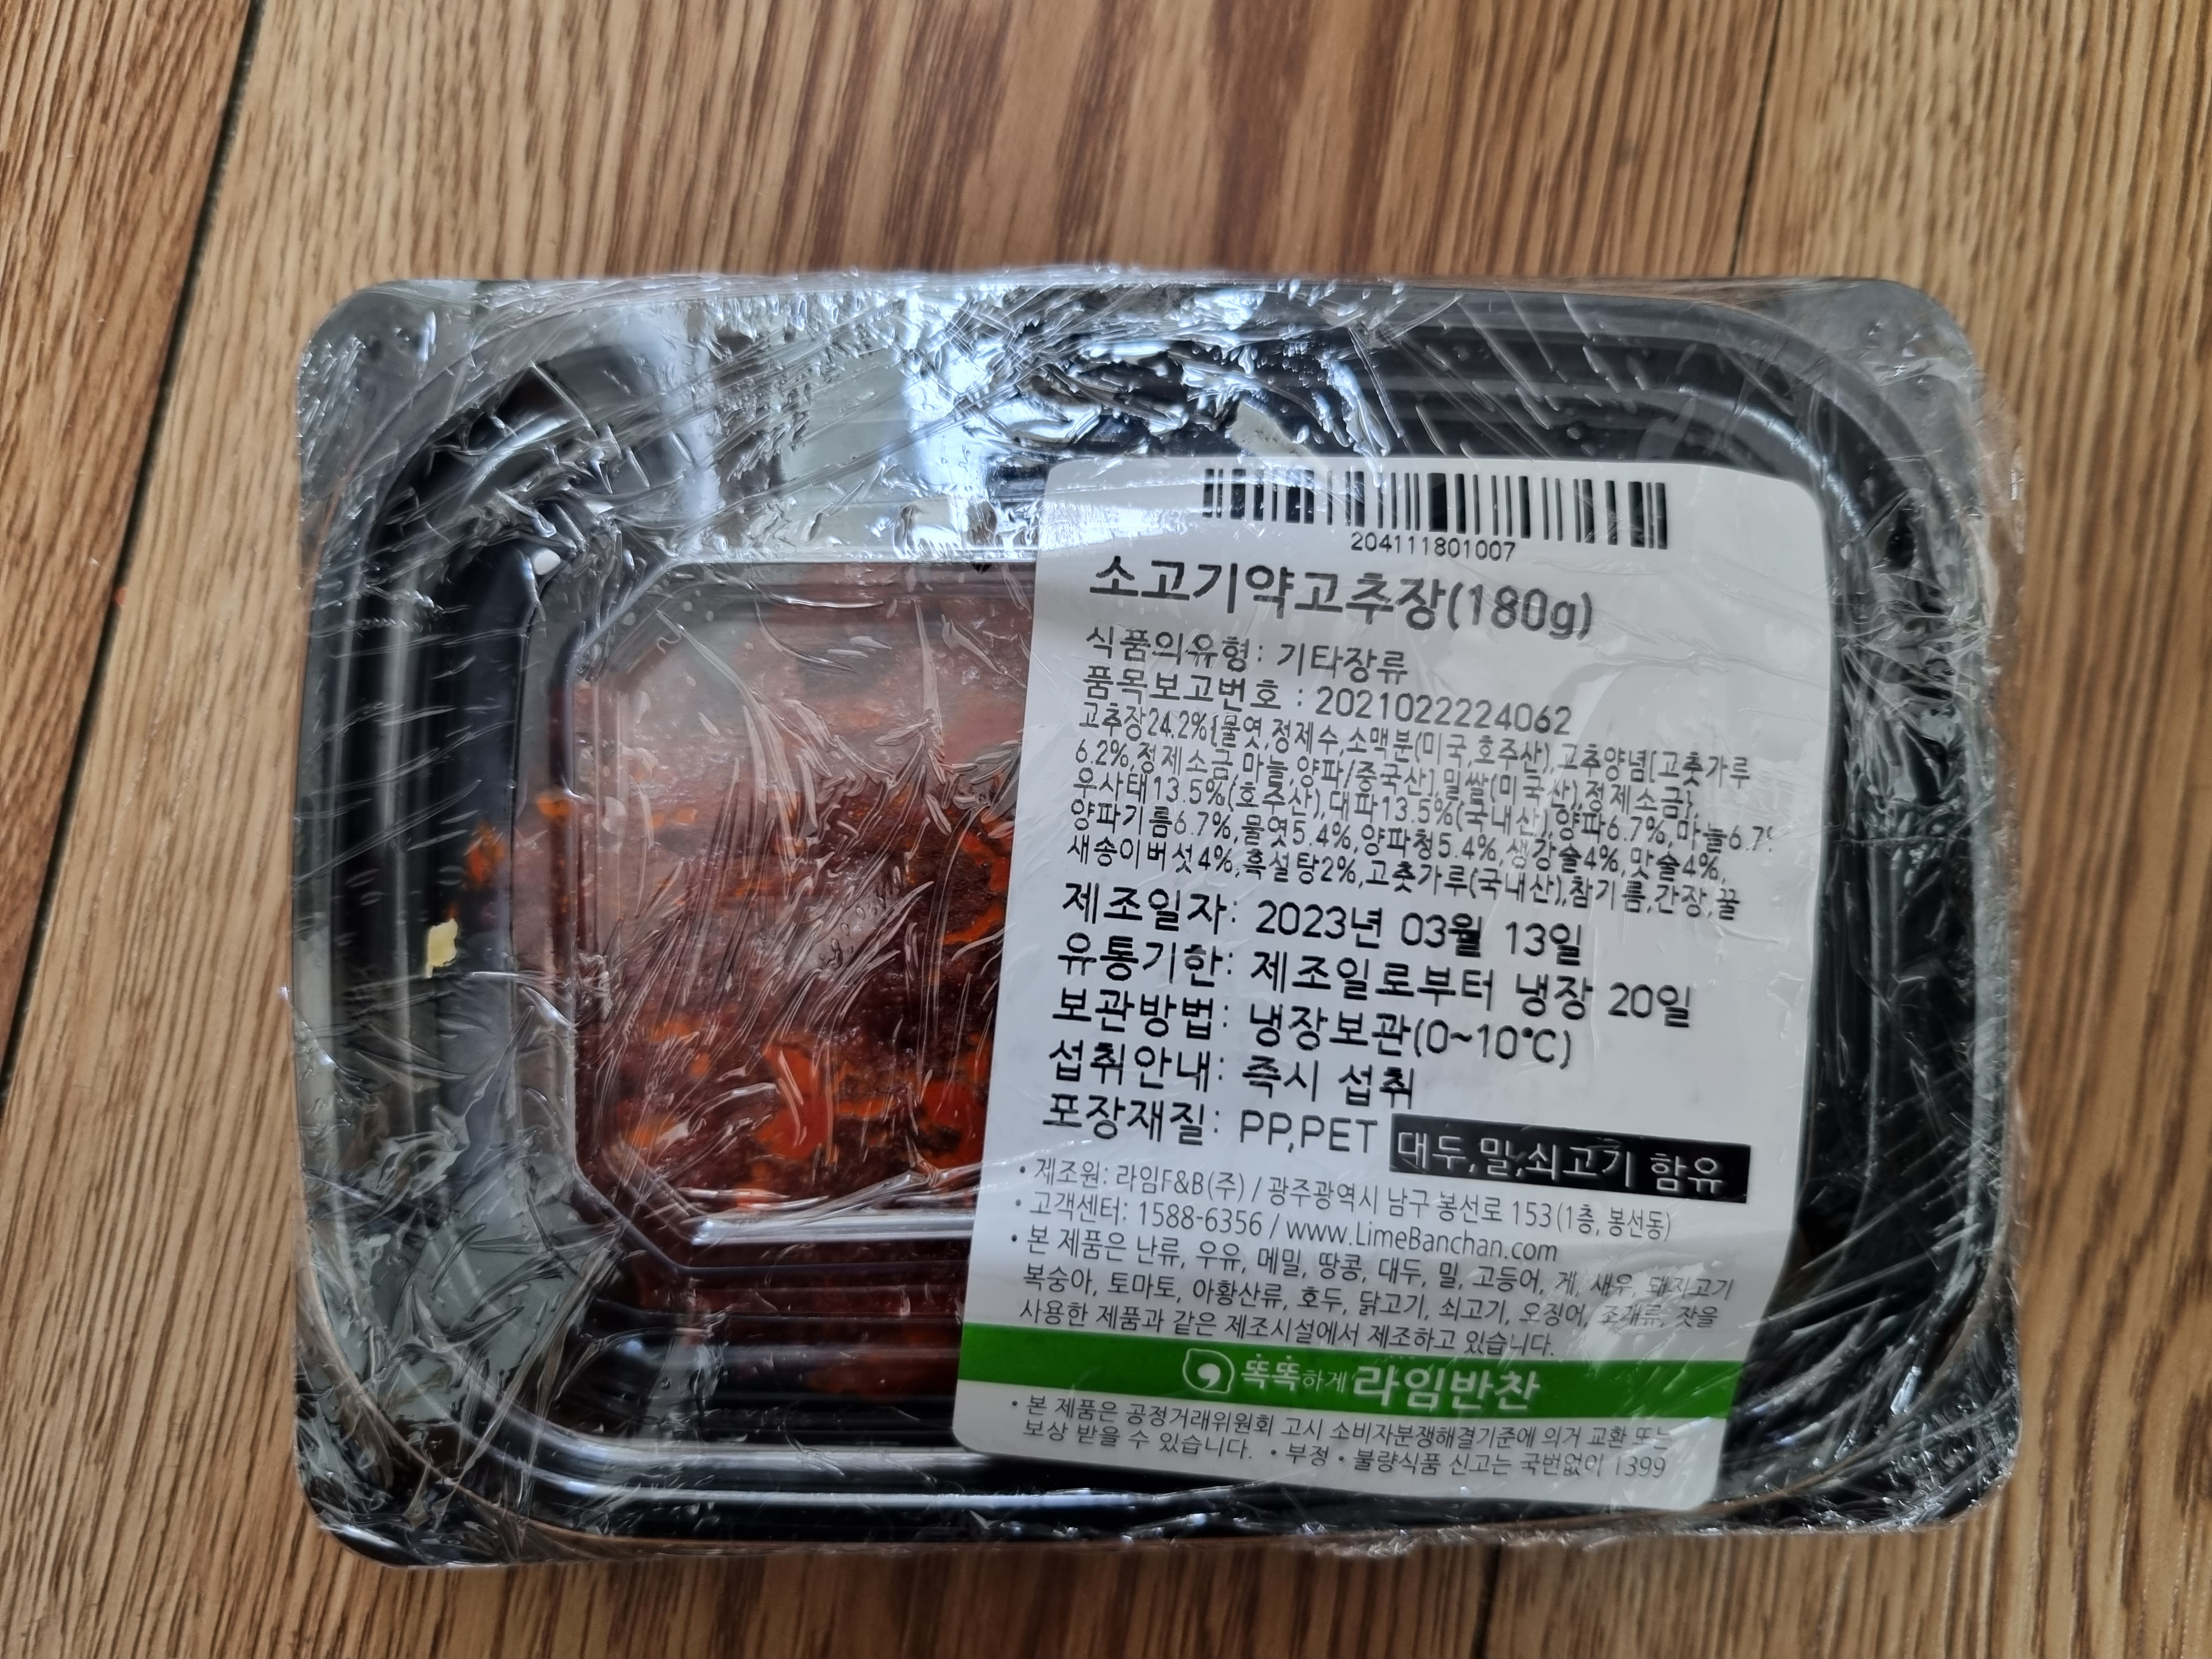 204111801007
소고기약고추장(180g)
식품의유형: 기타장류
품목보고번호 : 2021022224062
고추장24.2%{물엿,정제수,소맥분(미국,호주산),고추양념[고춧가루
6.2%,정제소금,마늘,양파/중국산],밀쌀(미국산),정제소금},
우사태13.5%(호주산),대파13.5%(국내산),양파6.7%,마늘6.7%
양파기름6.7%,물엿5.4%,양파청5.4%,생강술4%,맛술4%,
새송이버섯4%,흑설탕2%,고춧가루(국내산),참기름,간장,꿀
제조일자: 2023년 03월 13일
유통기한: 제조일로부터 냉장 20일
보관방법: 냉장보관(0~10℃)
섭취안내: 즉시 섭취
포장재질: PP,PET 대두,밀,쇠고기 함유
• 제조원: 라임F&B(주) / 광주광역시 남구 봉선로 153(1층, 봉선동)
• 고객센터: 1588-6356 / www.LimeBanchan.com
• 본 제품은 난류, 우유, 메밀, 땅콩, 대두, 밀, 고등어, 게, 새우, 돼지고기
복숭아, 토마토, 아황산류, 호두, 닭고기, 쇠고기, 오징어, 조개류, 잣을
사용한 제품과 같은 제조시설에서 제조하고 있습니다.
똑똑하게 라임반찬
• 본 제품은 공정거래위원회 고시 소비자분쟁해결기준에 의거 교환 또는
보상 받을 수 있습니다. • 부정 • 불량식품 신고는 국번없이 1399